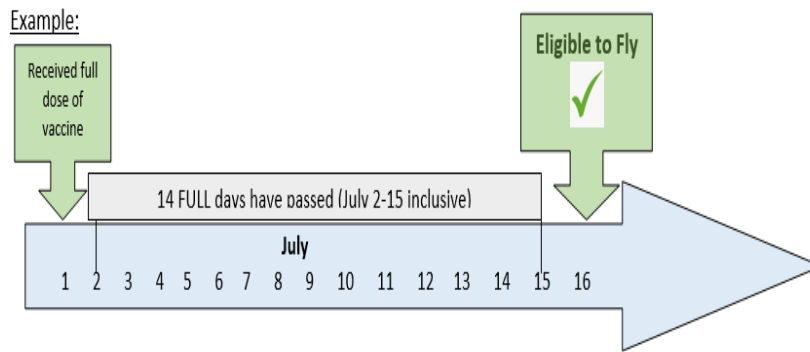 Example:
Received full
dose of
vaccine
Eligible to Fly
14 FULL days have passed (July 2-15 inclusive)
July
1 2 3 4 5 6 7 8 9 10 11 12 13 14 15 16